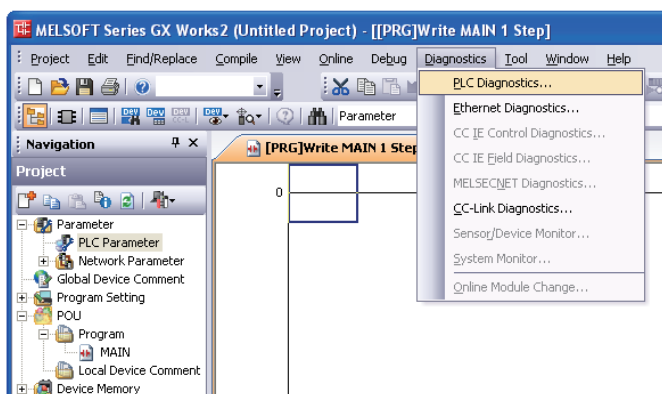 MELSOFT Series GX Works2 (Untitled Project) - [[PRG]Write MAIN 1 Step]
Project Edit Find/Replace Compile View Online Debug Diagnostics Tool Window Help
PLC Diagnostics...
Ethernet Diagnostics...
CC IE Control Diagnostics...
CC IE Field Diagnostics...
MELSECNET Diagnostics...
CC-Link Diagnostics...
Sensor/Device Monitor...
System Monitor...
Online Module Change...
Parameter
Navigation
[PRG]Write MAIN 1 Step
Project
0
Parameter
PLC Parameter
Network Parameter
Global Device Comment
Program Setting
POU
Program
MAIN
Local Device Comment
Device Memory